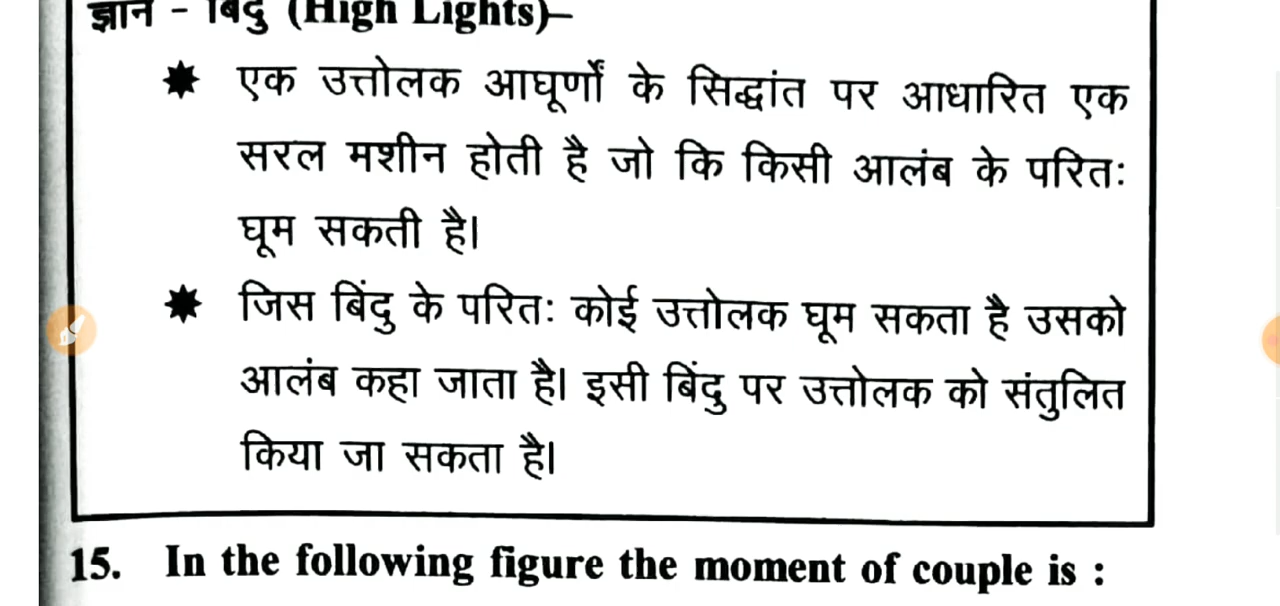 ज्ञान - बिंदु (High Lights)–
एक उत्तोलक आघूर्णों के सिद्धांत पर आधारित एक
सरल मशीन होती है जो कि किसी आलंब के परितः
घूम सकती है।
जिस बिंदु के परितः कोई उत्तोलक घूम सकता है उसको
आलंब कहा जाता है। इसी बिंदु पर उत्तोलक को संतुलित
किया जा सकता है।
15. In the following figure the moment of couple is :